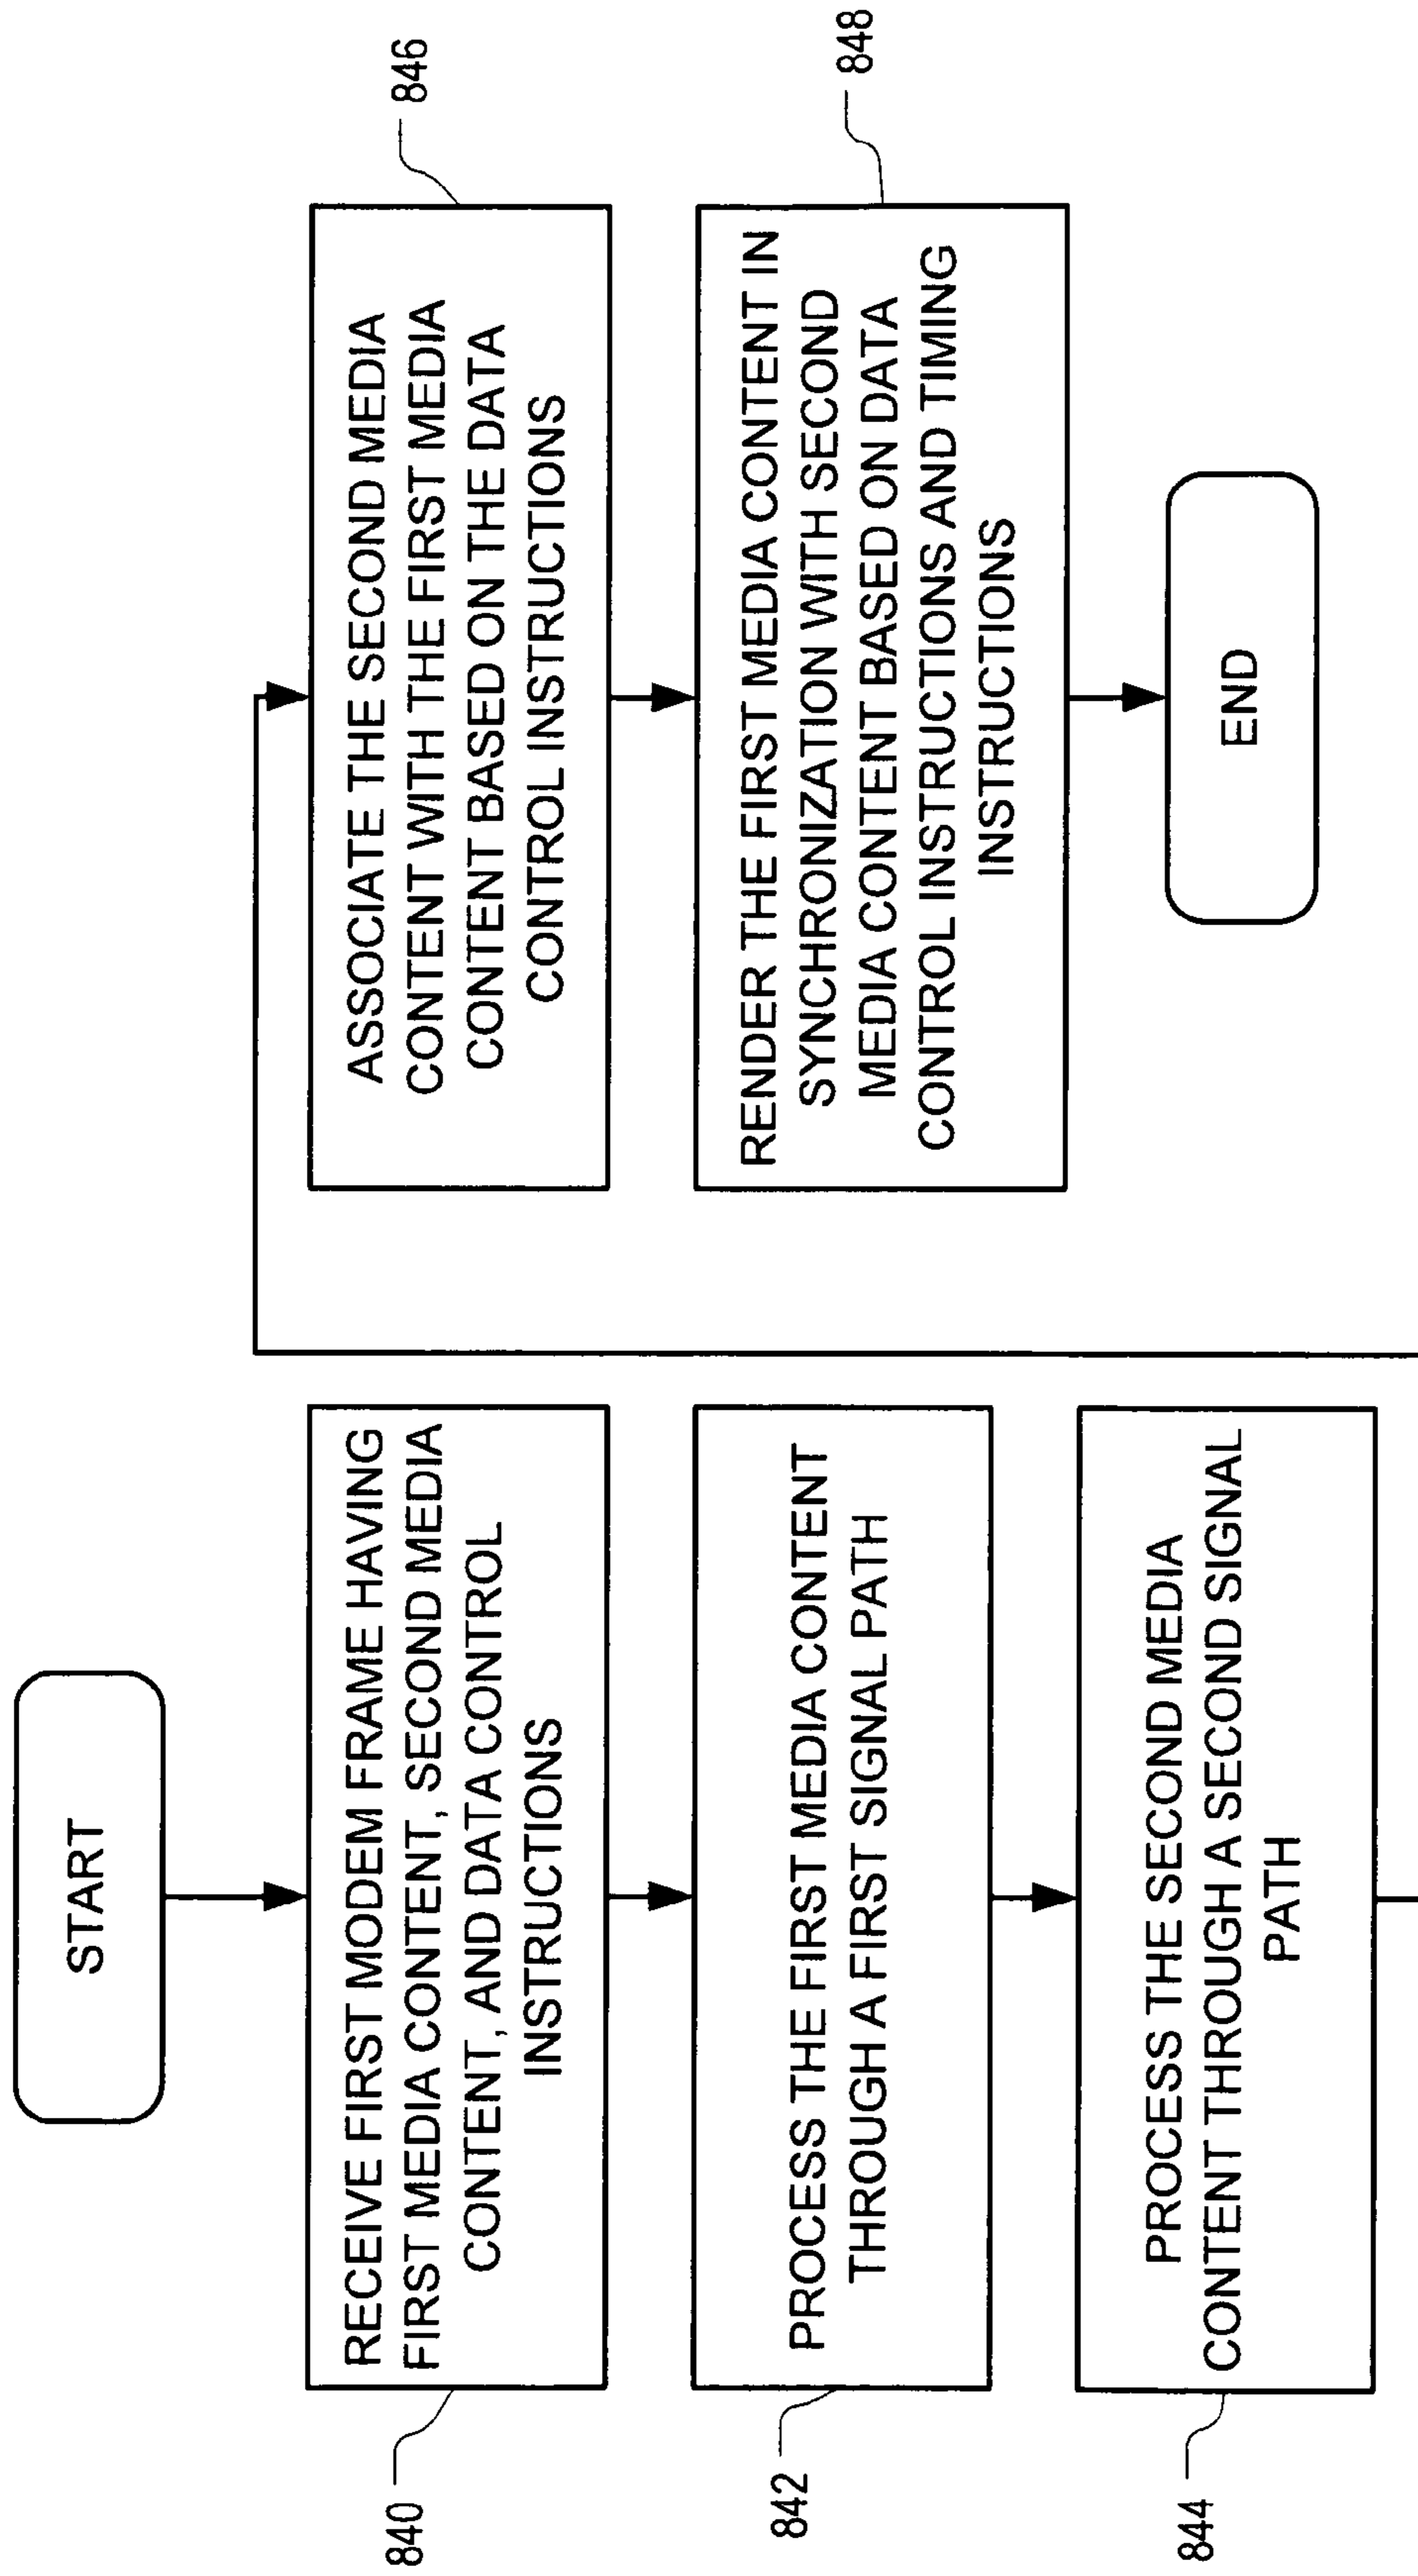 START
RECEIVE FIRST MODEM FRAME HAVING
FIRST MEDIA CONTENT, SECOND MEDIA
CONTENT, AND DATA CONTROL
INSTRUCTIONS
840
PROCESS THE FIRST MEDIA CONTENT
THROUGH A FIRST SIGNAL PATH
842
PROCESS THE SECOND MEDIA
CONTENT THROUGH A SECOND SIGNAL
PATH
844
ASSOCIATE THE SECOND MEDIA
CONTENT WITH THE FIRST MEDIA
CONTENT BASED ON THE DATA
CONTROL INSTRUCTIONS
846
RENDER THE FIRST MEDIA CONTENT IN
SYNCHRONIZATION WITH SECOND
MEDIA CONTENT BASED ON DATA
CONTROL INSTRUCTIONS AND TIMING
INSTRUCTIONS
848
END